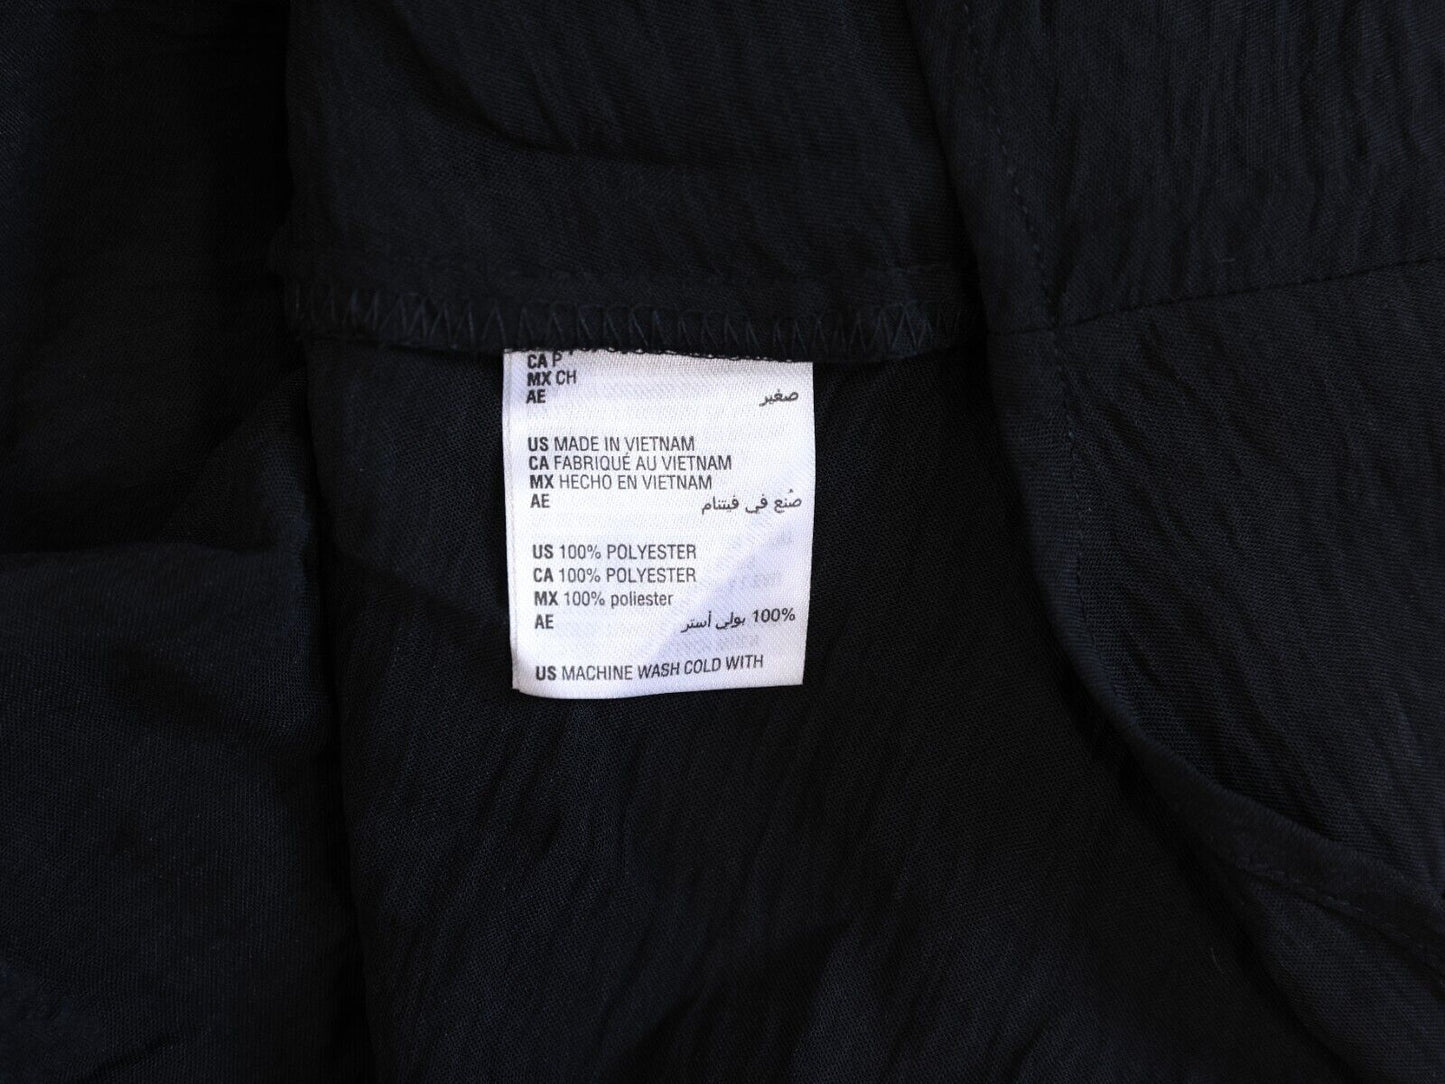 CA P
MX CH
AE صغير
US MADE IN VIETNAM
CA FABRIQUÉ AU VIETNAM
MX HECHO EN VIETNAM
AE صُنع في فيتنام
US 100% POLYESTER
CA 100% POLYESTER
MX 100% poliester
AE 100% بولي أستر
US MACHINE WASH COLD WITH